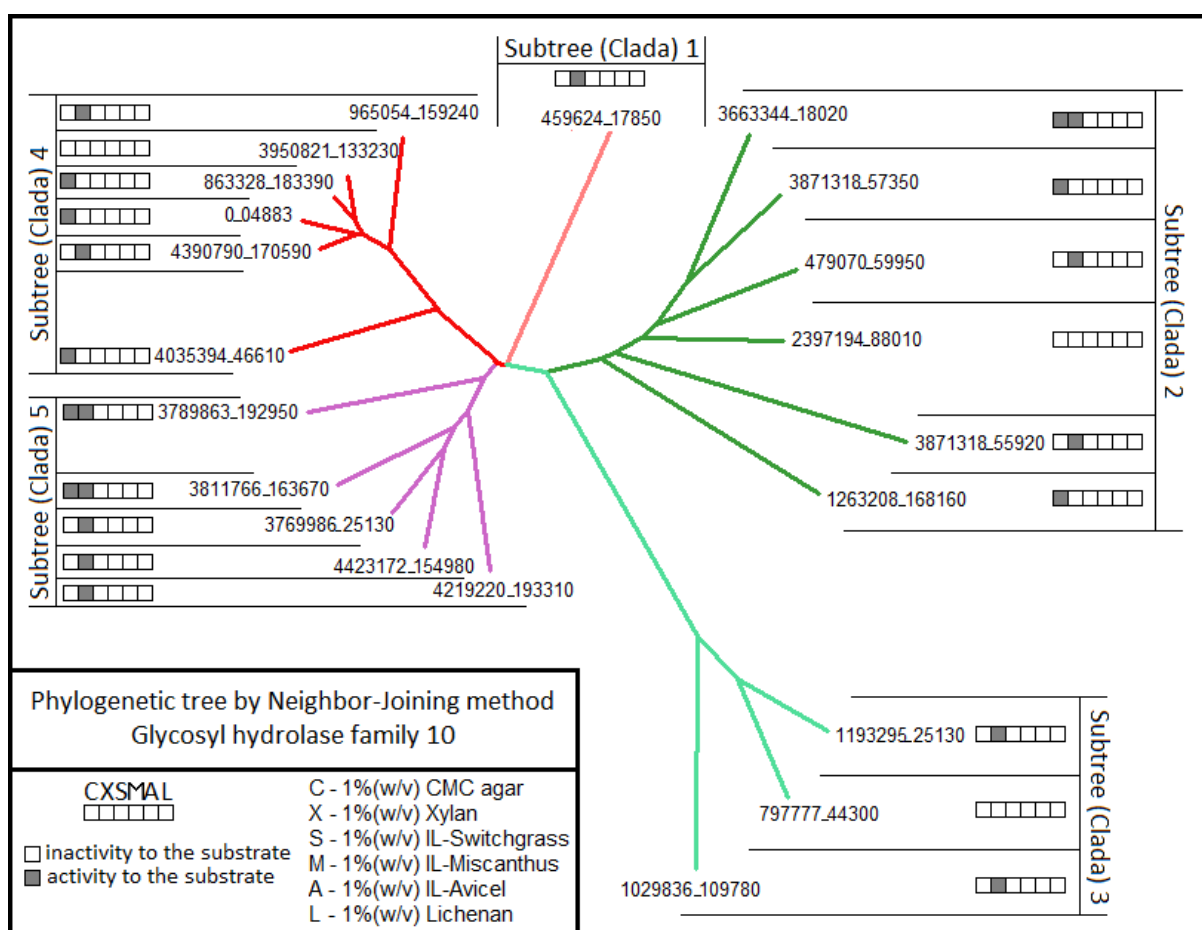 Subtree (Clada) 1
459624_17850
Subtree (Clada) 4
965054_159240
3950821_133230
863328_183390
0_04883
4390790_170590
4035394_46610
Subtree (Clada) 2
3663344_18020
3871318_57350
479070_59950
2397194_88010
3871318_55920
1263208_168160
Subtree (Clada) 5
3789863_192950
3811766_163670
3769986_25130
4423172_154980
4219220_193310
Subtree (Clada) 3
1193295_25130
797777_44300
1029836_109780
Phylogenetic tree by Neighbor-Joining method
Glycosyl hydrolase family 10
CXSMAL
inactivity to the substrate
activity to the substrate
C - 1%(w/v) CMC agar
X - 1%(w/v) Xylan
S - 1%(w/v) IL-Switchgrass
M - 1%(w/v) IL-Miscanthus
A - 1%(w/v) IL-Avicel
L - 1%(w/v) Lichenan